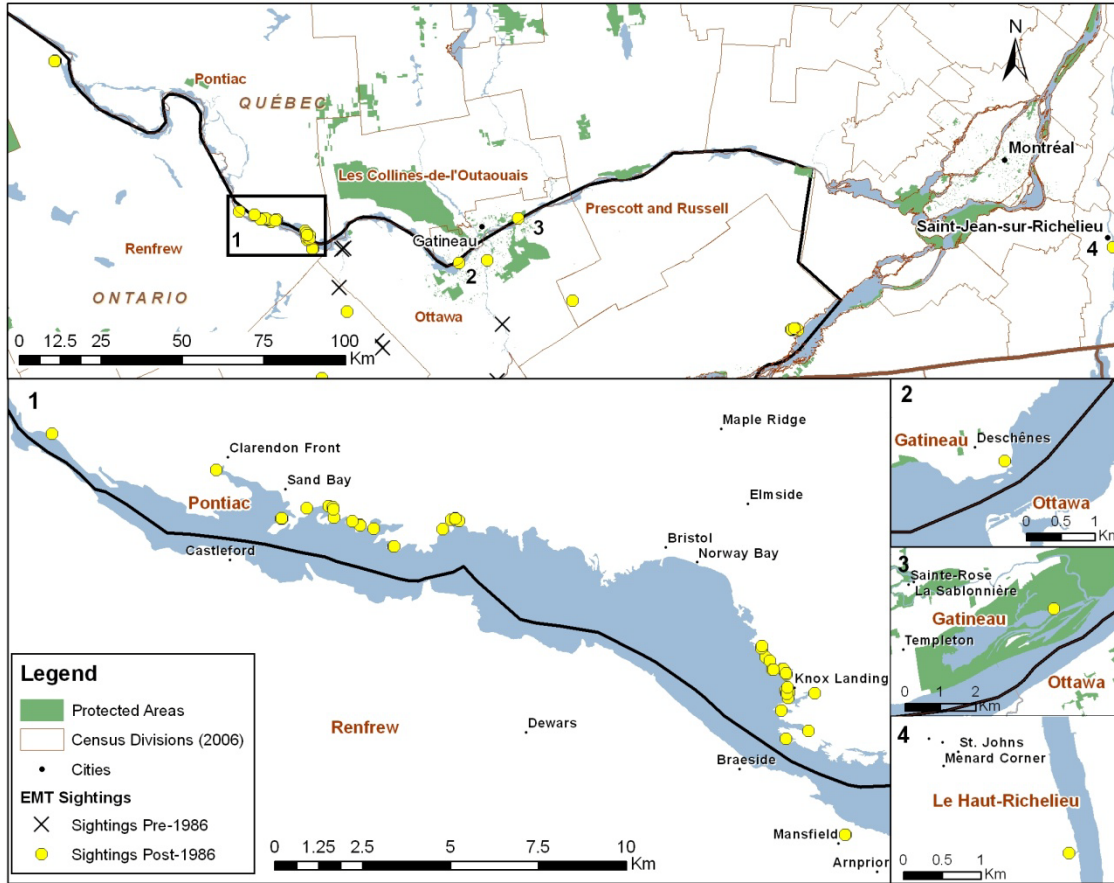 N
Pontiac
QUÉBEC
Montréal
Les Collines-de-l'Outaouais
Prescott and Russell
Saint-Jean-sur-Richelieu
Gatineau
3
1
Renfrew
4
2
ONTARIO
Ottawa
0 12.5 25 50 75 100
Km
1
Maple Ridge
Clarendon Front
Sand Bay
Pontiac
Elmside
Castleford
Bristol
Norway Bay
Knox Landing
Renfrew
Dewars
Braeside
Mansfield
Arnprior
0 1.25 2.5 5 7.5 10
Km
Legend
Protected Areas
Census Divisions (2006)
Cities
EMT Sightings
Sightings Pre-1986
Sightings Post-1986
2
Gatineau
Deschênes
Ottawa
0 0.5 1
Km
3
Sainte-Rose
La Sablonnière
Gatineau
Templeton
Ottawa
0 1 2
Km
4
St. Johns
Menard Corner
Le Haut-Richelieu
0 0.5 1
Km